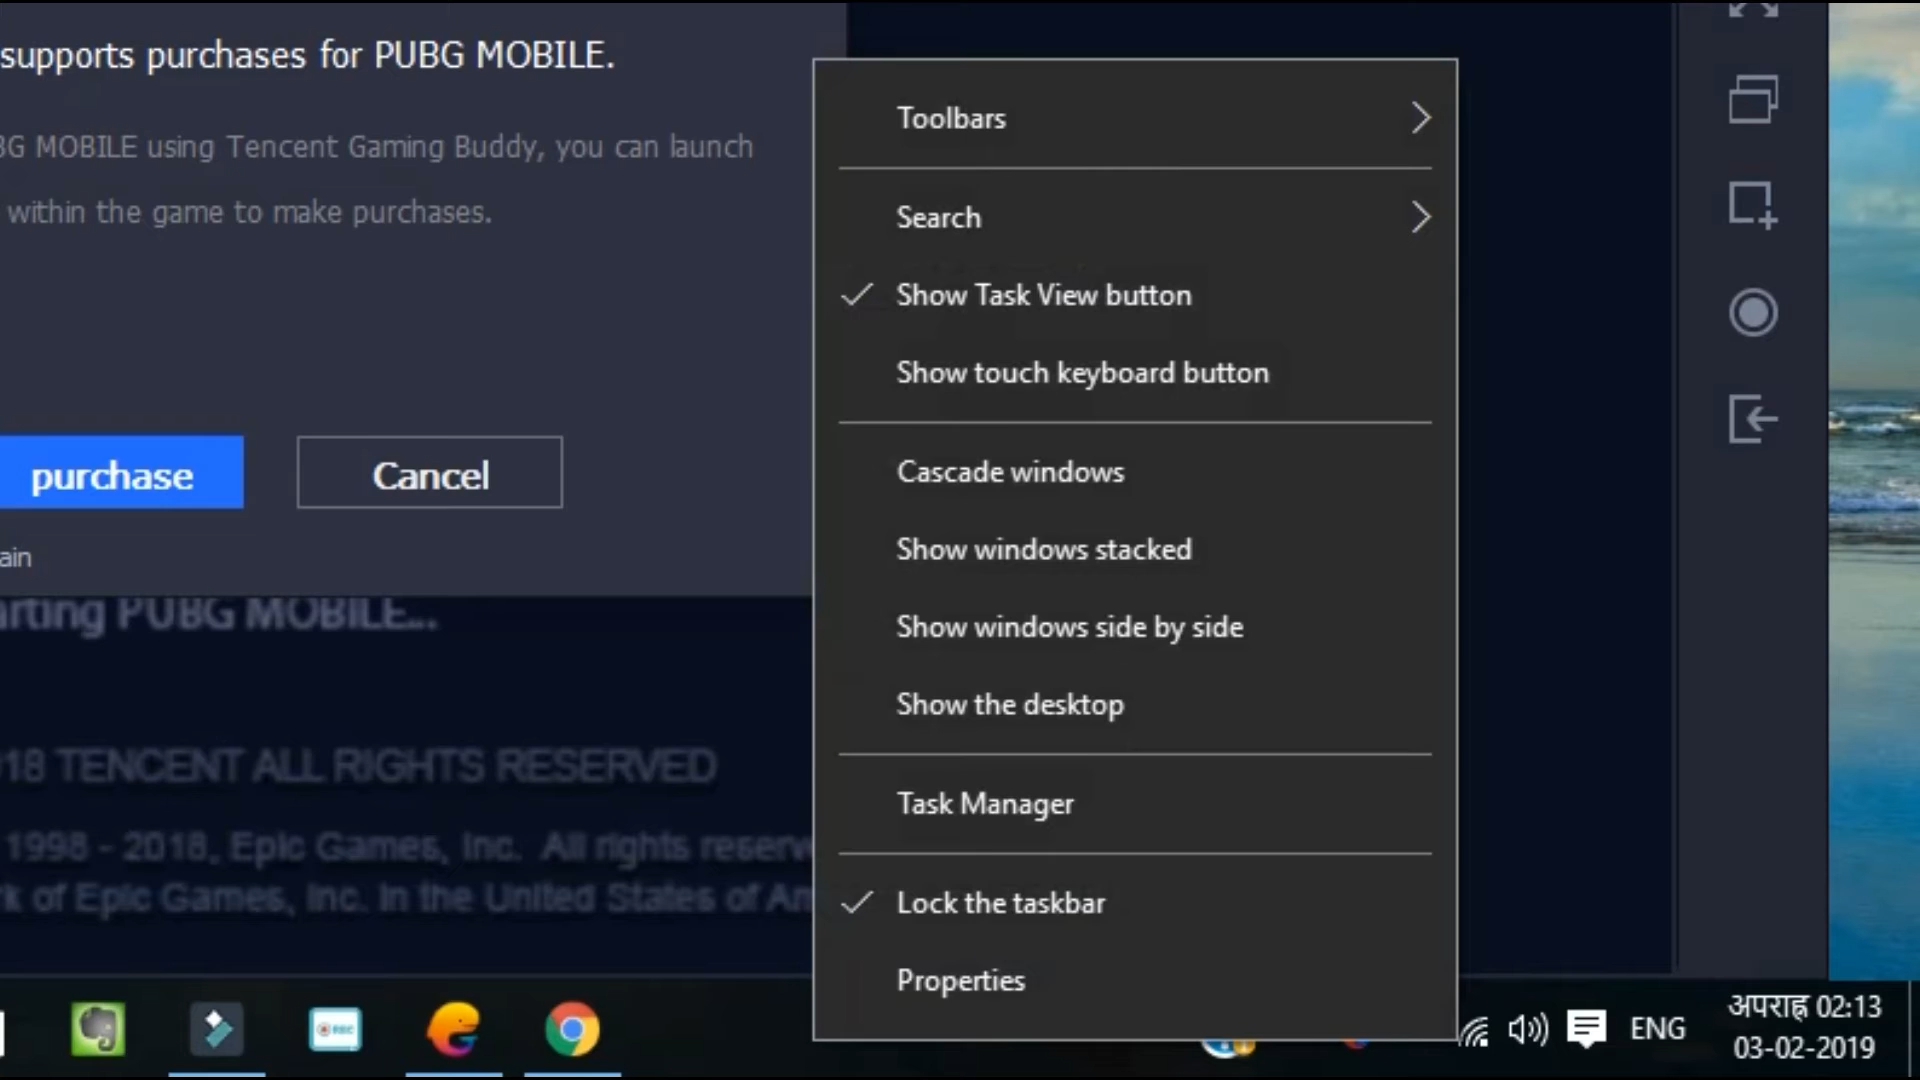 supports purchases for PUBG MOBILE.
BG MOBILE using Tencent Gaming Buddy, you can launch
within the game to make purchases.
purchase
Cancel
ain
arting PUBG MOBILE...
18 TENCENT ALL RIGHTS RESERVED
1998 - 2018, Epic Games, Inc. All rights reserv
k of Epic Games, Inc. in the United States of Am
Toolbars
Search
Show Task View button
Show touch keyboard button
Cascade windows
Show windows stacked
Show windows side by side
Show the desktop
Task Manager
Lock the taskbar
Properties
REC
ENG
अपराह्न 02:13
03-02-2019